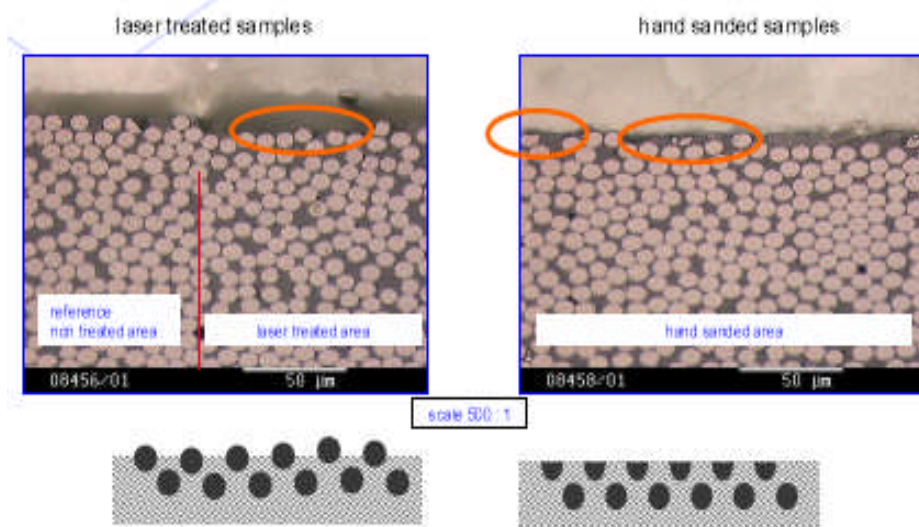 laser treated samples
hand sanded samples
reference
non treated area
laser treated area
hand sanded area
08456/01
50 µm
08458/01
50 µm
scale 500 : 1